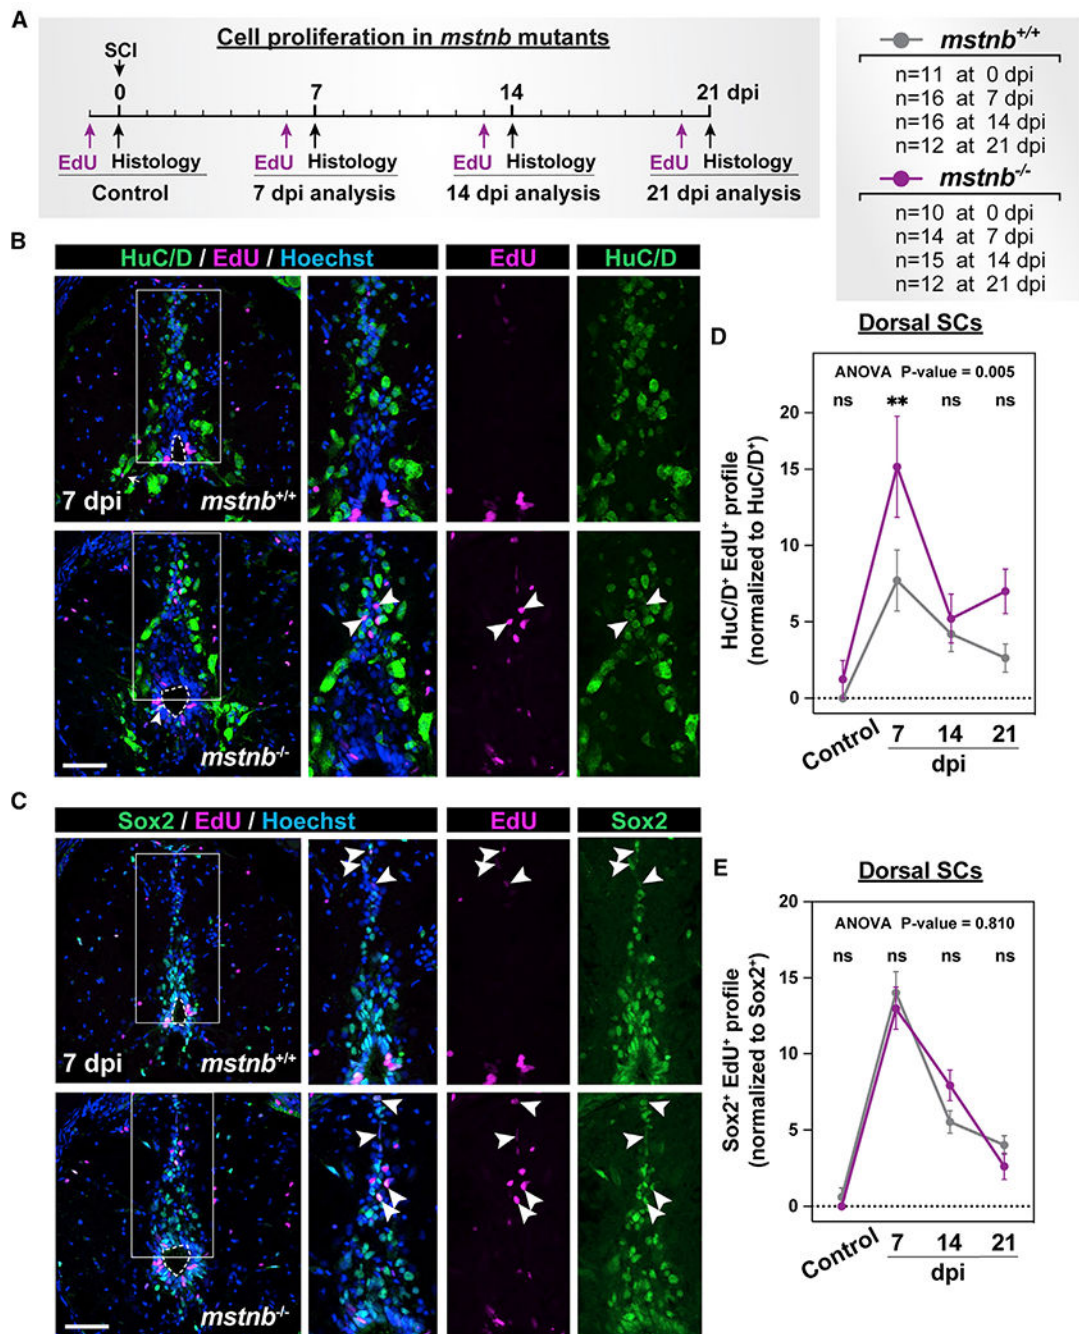 A
Cell proliferation in mstnb mutants
SCI
0 7 14 21 dpi
EdU Histology EdU Histology EdU Histology EdU Histology
Control 7 dpi analysis 14 dpi analysis 21 dpi analysis
mstnb+/+
n=11 at 0 dpi
n=16 at 7 dpi
n=16 at 14 dpi
n=12 at 21 dpi
mstnb-/-
n=10 at 0 dpi
n=14 at 7 dpi
n=15 at 14 dpi
n=12 at 21 dpi
B
HuC/D / EdU / Hoechst EdU HuC/D
7 dpi mstnb+/+
mstnb-/-
C
Sox2 / EdU / Hoechst EdU Sox2
7 dpi mstnb+/+
mstnb-/-
D
Dorsal SCs
ANOVA P-value = 0.005
ns ** ns ns
HuC/D+ EdU+ profile
(normalized to HuC/D+)
20
15
10
5
0
Control 7 14 21
dpi
E
Dorsal SCs
ANOVA P-value = 0.810
ns ns ns ns
Sox2+ EdU+ profile
(normalized to Sox2+)
20
15
10
5
0
Control 7 14 21
dpi